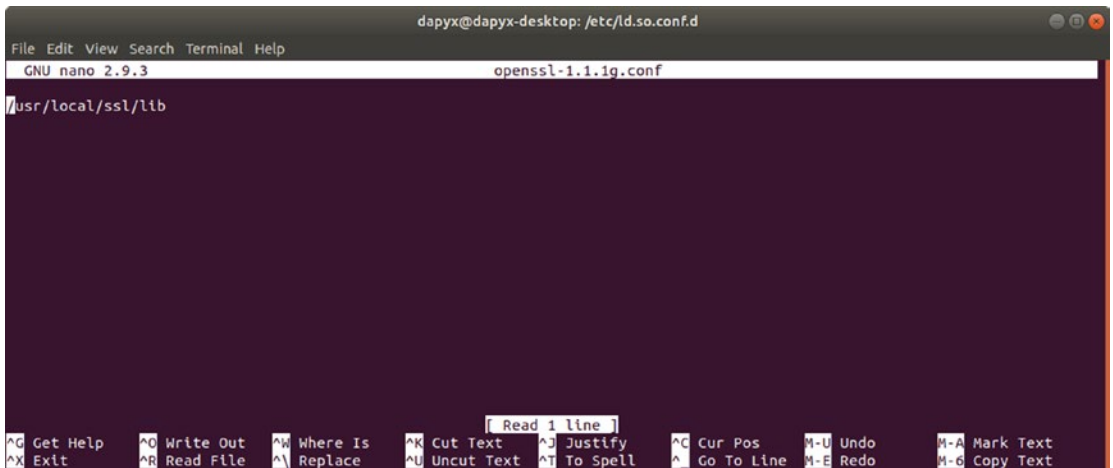 dapyx@dapyx-desktop: /etc/ld.so.conf.d
File Edit View Search Terminal Help
GNU nano 2.9.3 openssl-1.1.1g.conf
/usr/local/ssl/lib
[ Read 1 line ]
^G Get Help ^O Write Out ^W Where Is ^K Cut Text ^J Justify ^C Cur Pos M-U Undo M-A Mark Text
^X Exit ^R Read File ^\ Replace ^U Uncut Text ^T To Spell ^_ Go To Line M-E Redo M-6 Copy Text